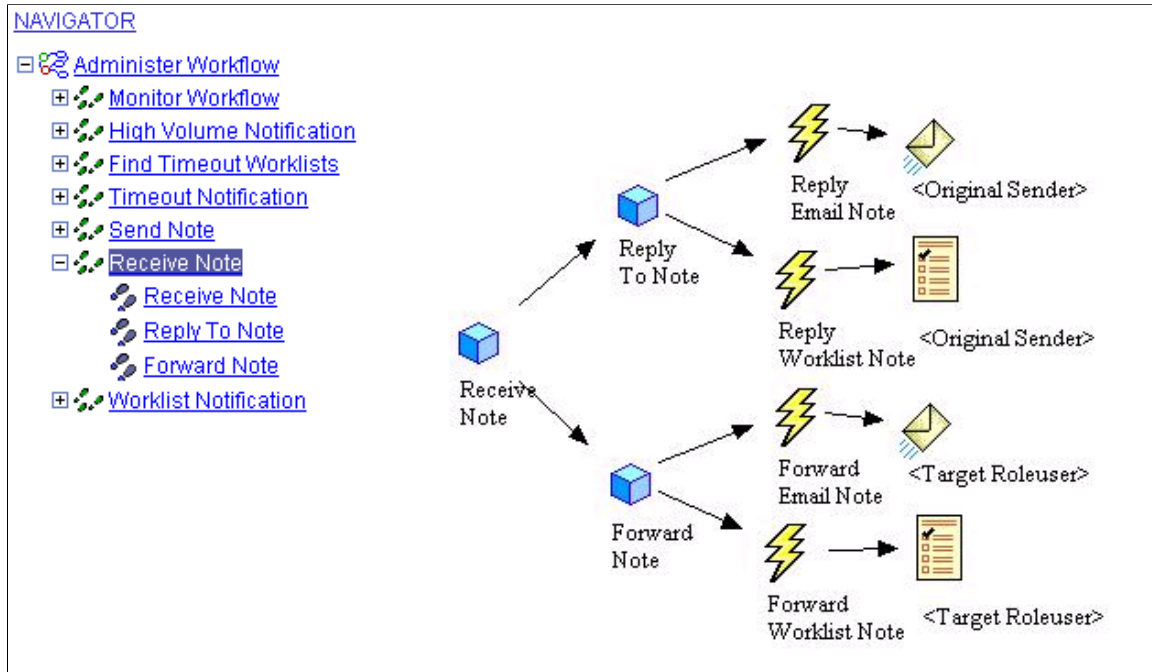 NAVIGATOR
Administer Workflow
Monitor Workflow
High Volume Notification
Find Timeout Worklists
Timeout Notification
Send Note
Receive Note
Receive Note
Reply To Note
Forward Note
Worklist Notification
Receive
Note
Reply
To Note
Reply
Email Note
<Original Sender>
Reply
Worklist Note
<Original Sender>
Forward
Note
Forward
Email Note
<Target Roleuser>
Forward
Worklist Note
<Target Roleuser>